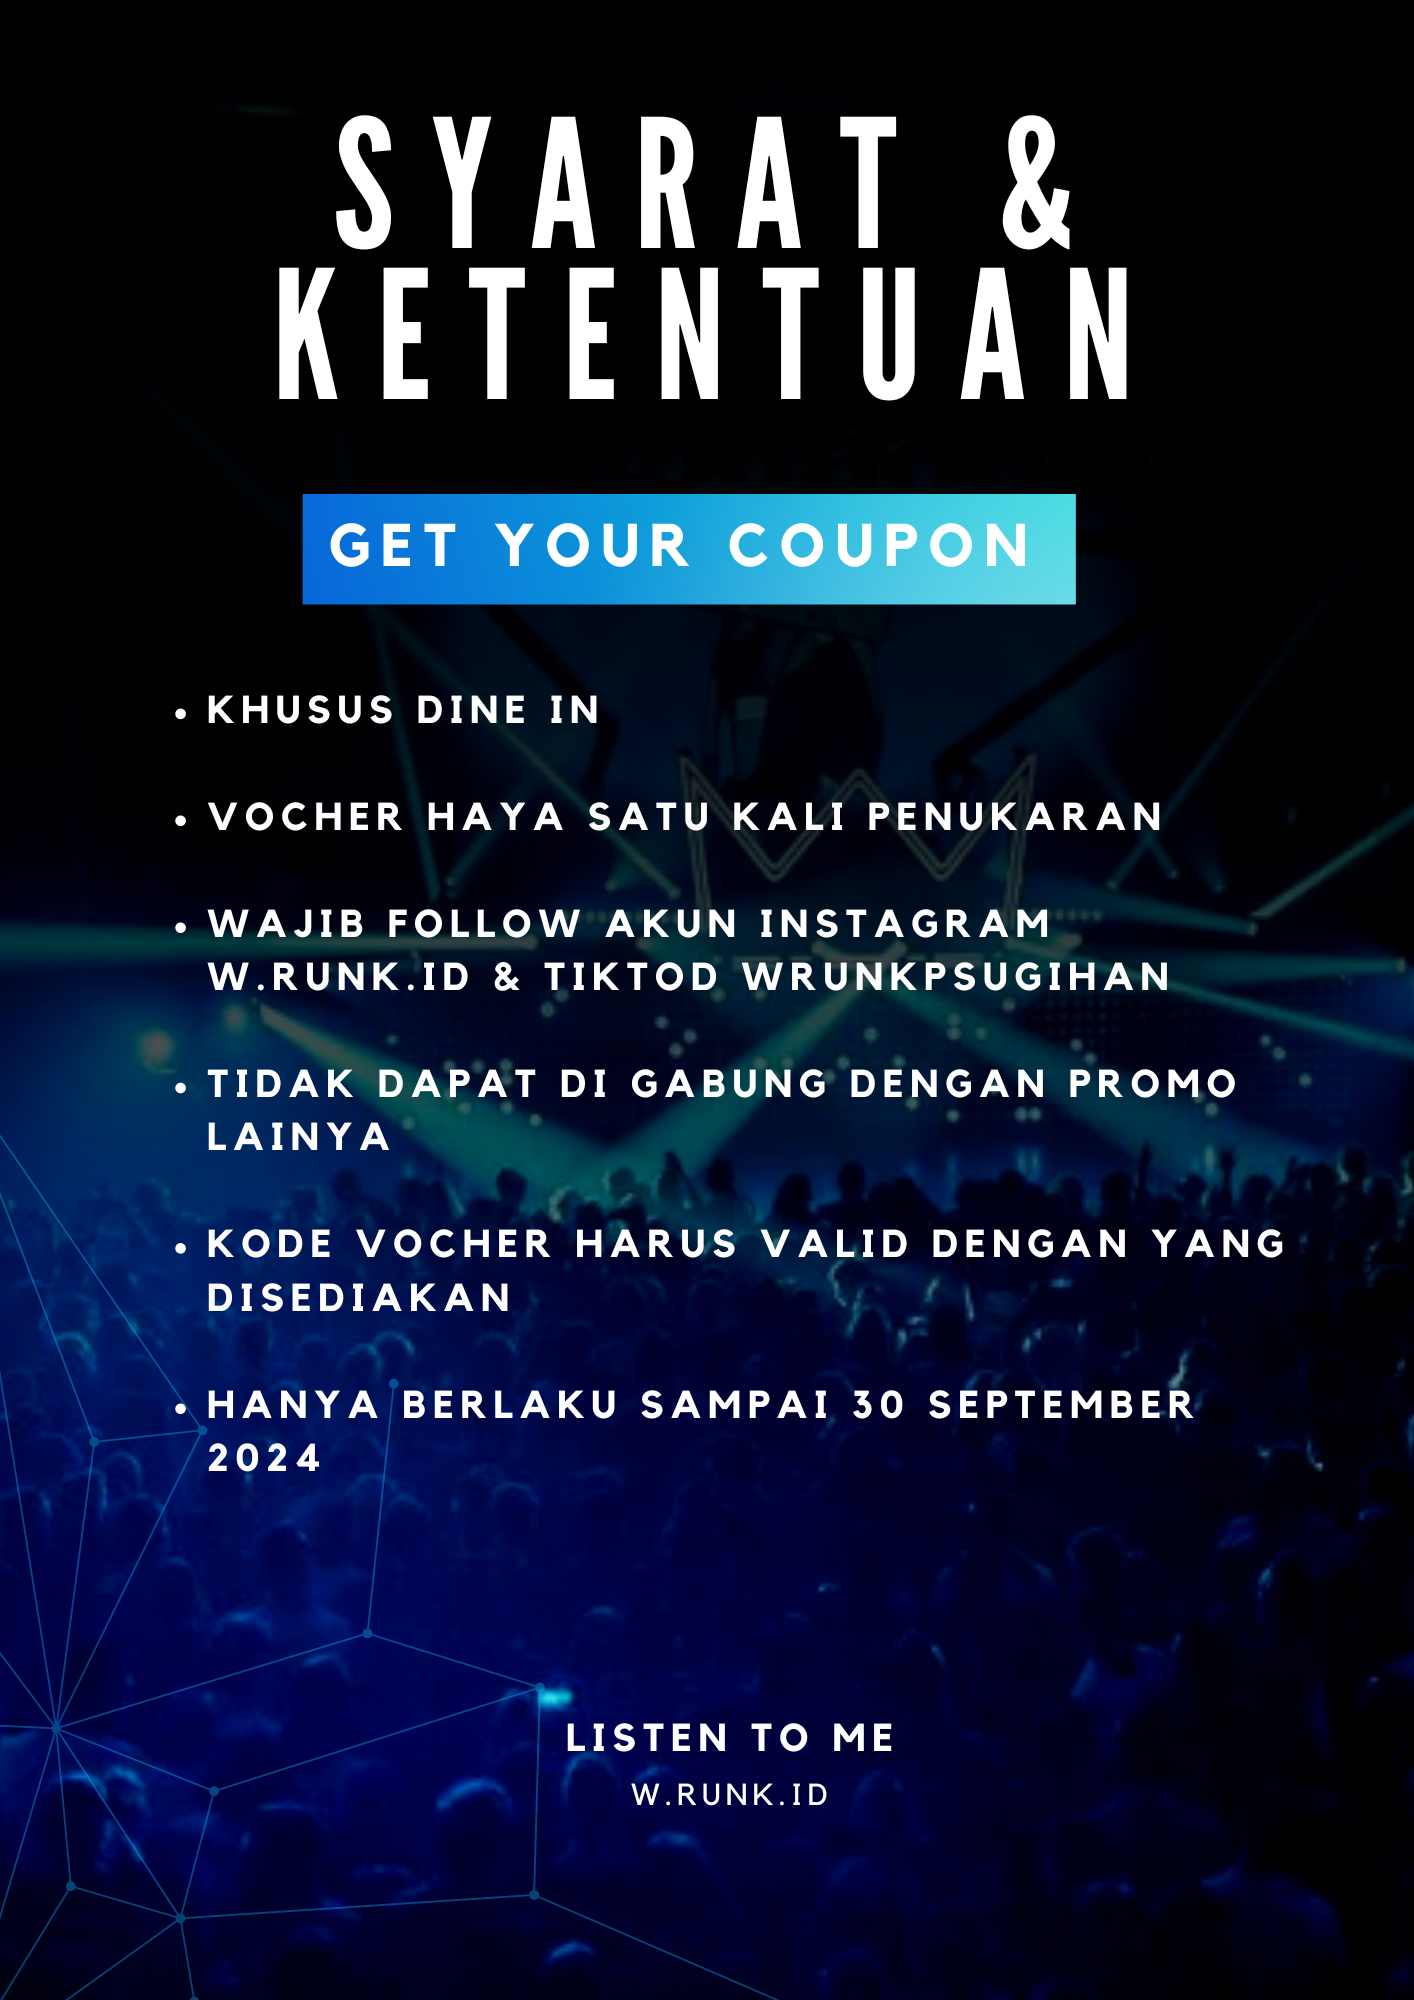 SYARAT &
KETENTUAN
GET YOUR COUPON
• KHUSUS DINE IN
• VOCHER HAYA SATU KALI PENUKARAN
• WAJIB FOLLOW AKUN INSTAGRAM
W.RUNK.ID & TIKTOD WRUNKPSUGIHAN
• TIDAK DAPAT DI GABUNG DENGAN PROMO
LAINYA
• KODE VOCHER HARUS VALID DENGAN YANG
DISEDIAKAN
• HANYA BERLAKU SAMPAI 30 SEPTEMBER
2024
LISTEN TO ME
W.RUNK.ID